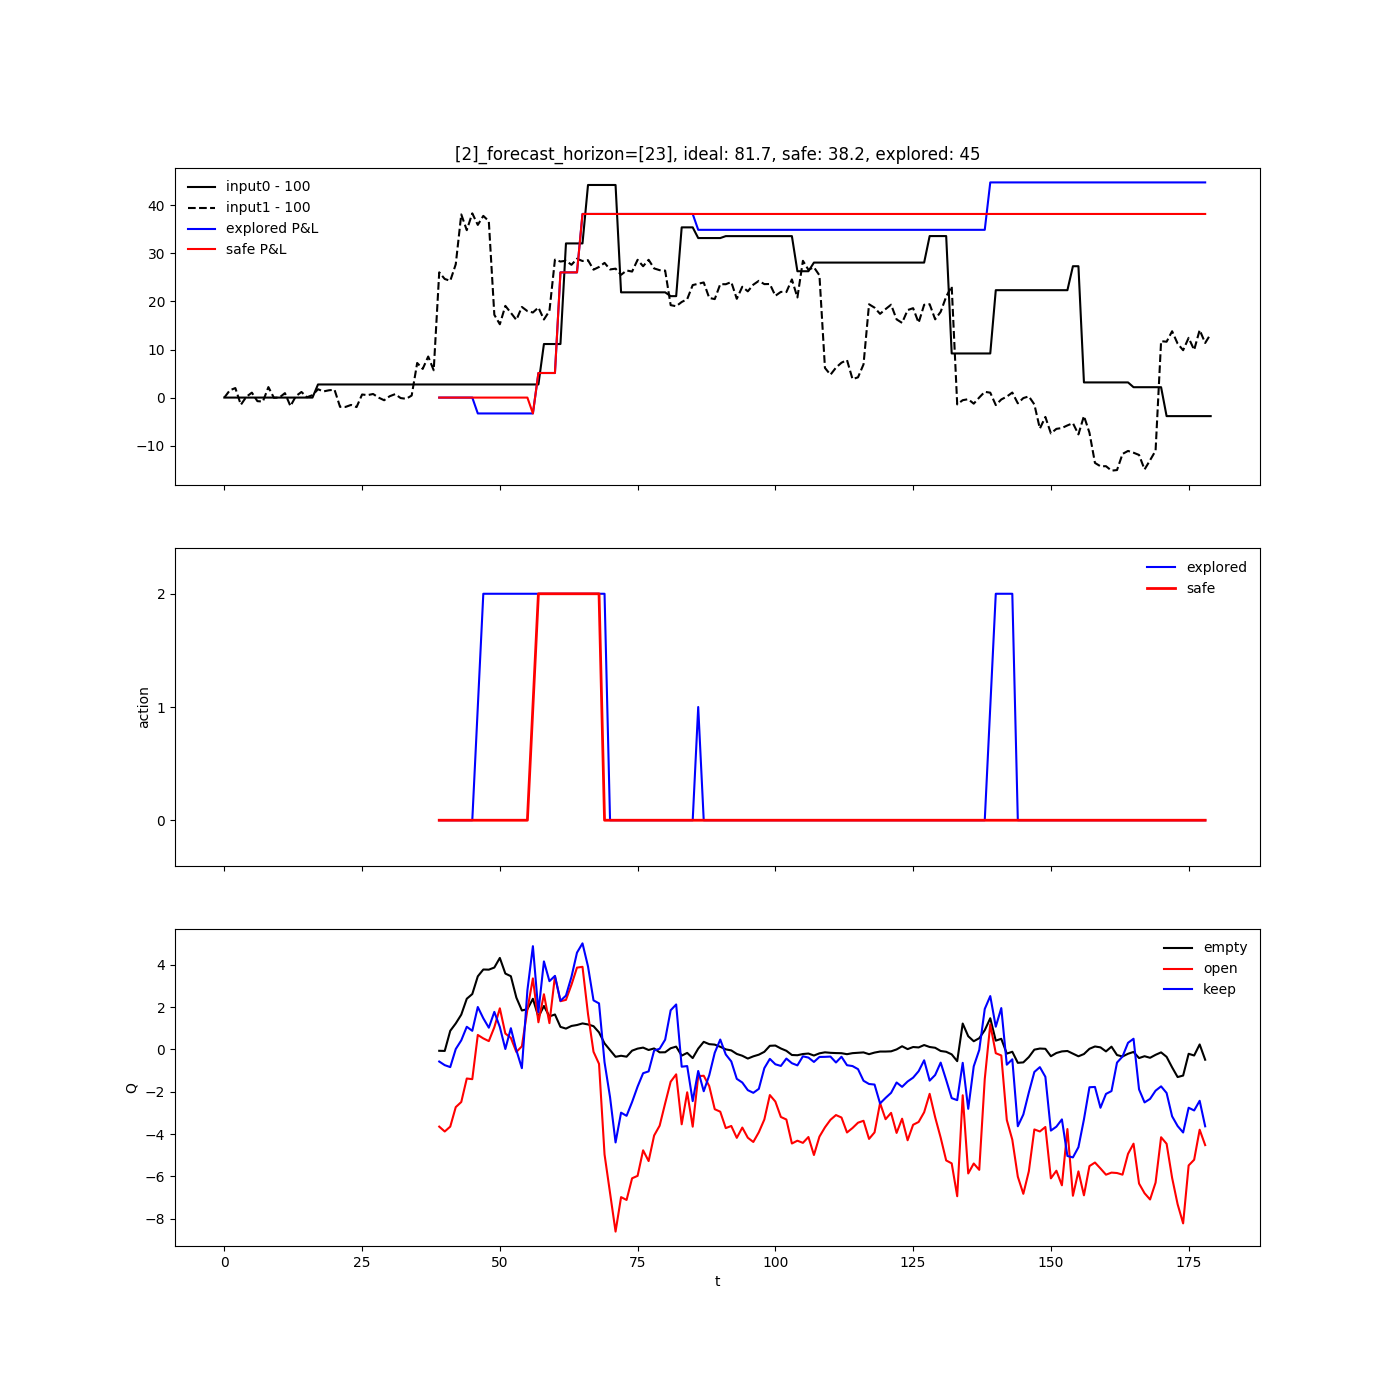 [2]_forecast_horizon=[23], ideal: 81.7, safe: 38.2, explored: 45
input0 - 100
input1 - 100
explored P&L
safe P&L
40
30
20
10
0
−10
explored
safe
2
1
0
action
empty
open
keep
4
2
0
−2
−4
−6
−8
Q
0 25 50 75 100 125 150 175
t